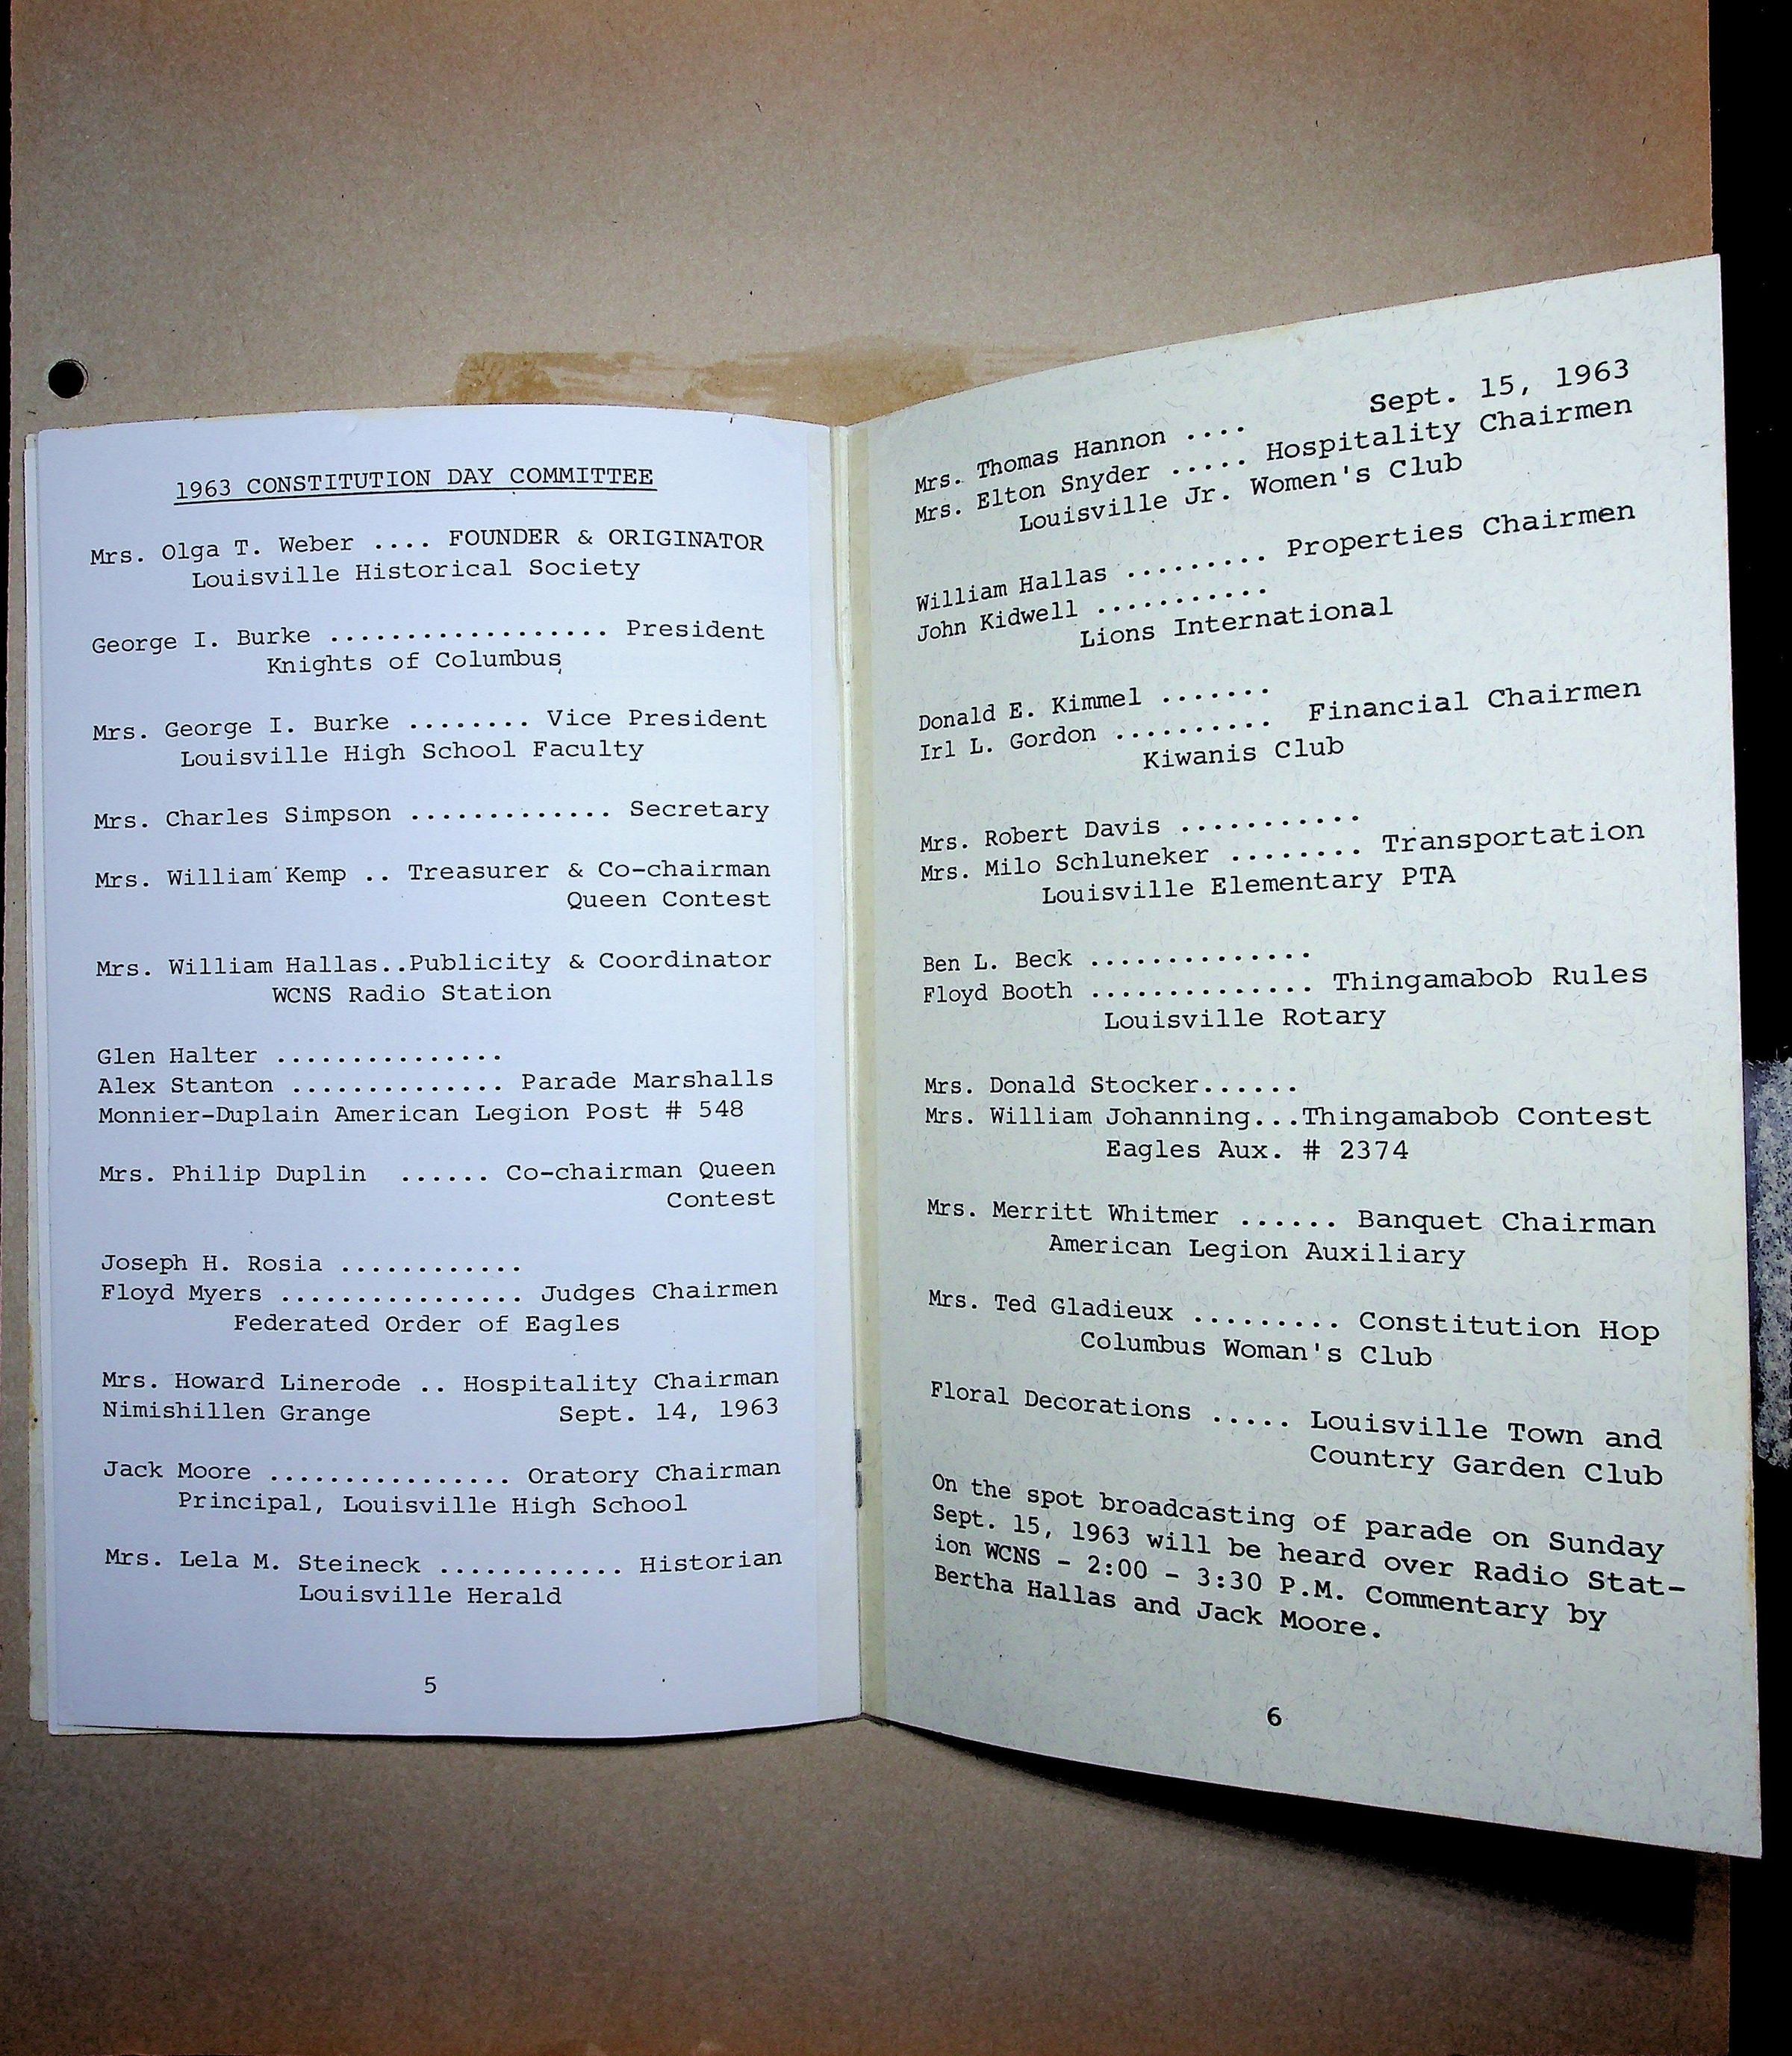 1963 CONSTITUTION DAY COMMITTEE
Mrs. Olga T. Weber .... FOUNDER & ORIGINATOR
Louisville Historical Society
George I. Burke .................. President
Knights of Columbus
Mrs. George I. Burke ........ Vice President
Louisville High School Faculty
Mrs. Charles Simpson ............. Secretary
Mrs. William Kemp .. Treasurer & Co-chairman
Queen Contest
Mrs. William Hallas..Publicity & Coordinator
WCNS Radio Station
Glen Halter ...............
Alex Stanton .............. Parade Marshalls
Monnier-Duplain American Legion Post # 548
Mrs. Philip Duplin ...... Co-chairman Queen
Contest
Joseph H. Rosia ............
Floyd Myers ................ Judges Chairmen
Federated Order of Eagles
Mrs. Howard Linerode .. Hospitality Chairman
Nimishillen Grange Sept. 14, 1963
Jack Moore ................ Oratory Chairman
Principal, Louisville High School
Mrs. Lela M. Steineck ............ Historian
Louisville Herald
5
Sept. 15, 1963
Mrs. Thomas Hannon ....
Mrs. Elton Snyder ..... Hospitality Chairmen
Louisville Jr. Women's Club
William Hallas ......... Properties Chairmen
John Kidwell ...........
Lions International
Donald E. Kimmel .......
Irl L. Gordon .......... Financial Chairmen
Kiwanis Club
Mrs. Robert Davis ...........
Mrs. Milo Schluneker ........ Transportation
Louisville Elementary PTA
Ben L. Beck ..............
Floyd Booth .............. Thingamabob Rules
Louisville Rotary
Mrs. Donald Stocker......
Mrs. William Johanning...Thingamabob Contest
Eagles Aux. # 2374
Mrs. Merritt Whitmer ...... Banquet Chairman
American Legion Auxiliary
Mrs. Ted Gladieux ......... Constitution Hop
Columbus Woman's Club
Floral Decorations ..... Louisville Town and
Country Garden Club
On the spot broadcasting of parade on Sunday
Sept. 15, 1963 will be heard over Radio Stat-
ion WCNS - 2:00 - 3:30 P.M. Commentary by
Bertha Hallas and Jack Moore.
6